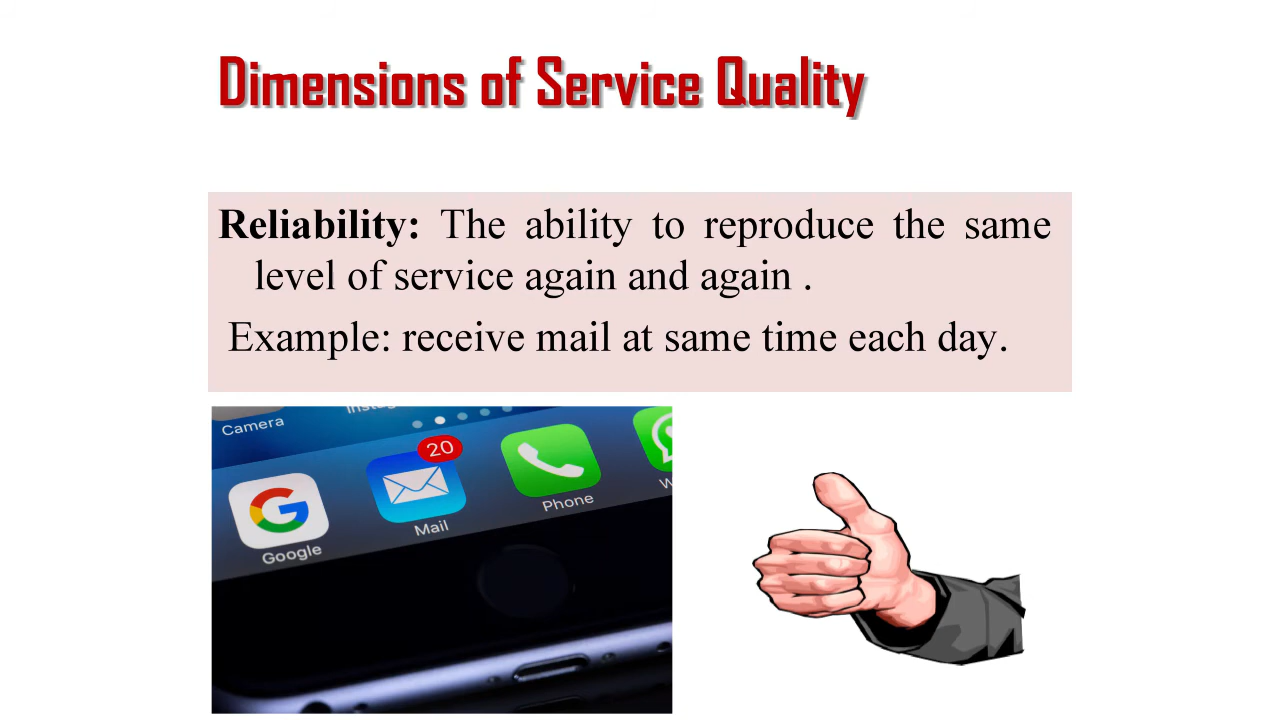 Dimensions of Service Quality
Reliability: The ability to reproduce the same
level of service again and again .
Example: receive mail at same time each day.
Camera
20
Google
Mail
Phone